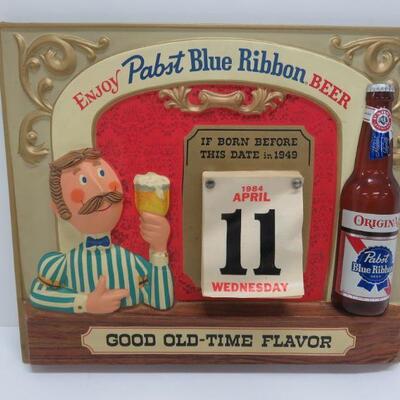 ENJOY Pabst Blue Ribbon BEER
IF BORN BEFORE
THIS DATE in 1949
1984
APRIL
11
WEDNESDAY
ORIGINAL
Pabst
Blue Ribbon
GOOD OLD-TIME FLAVOR